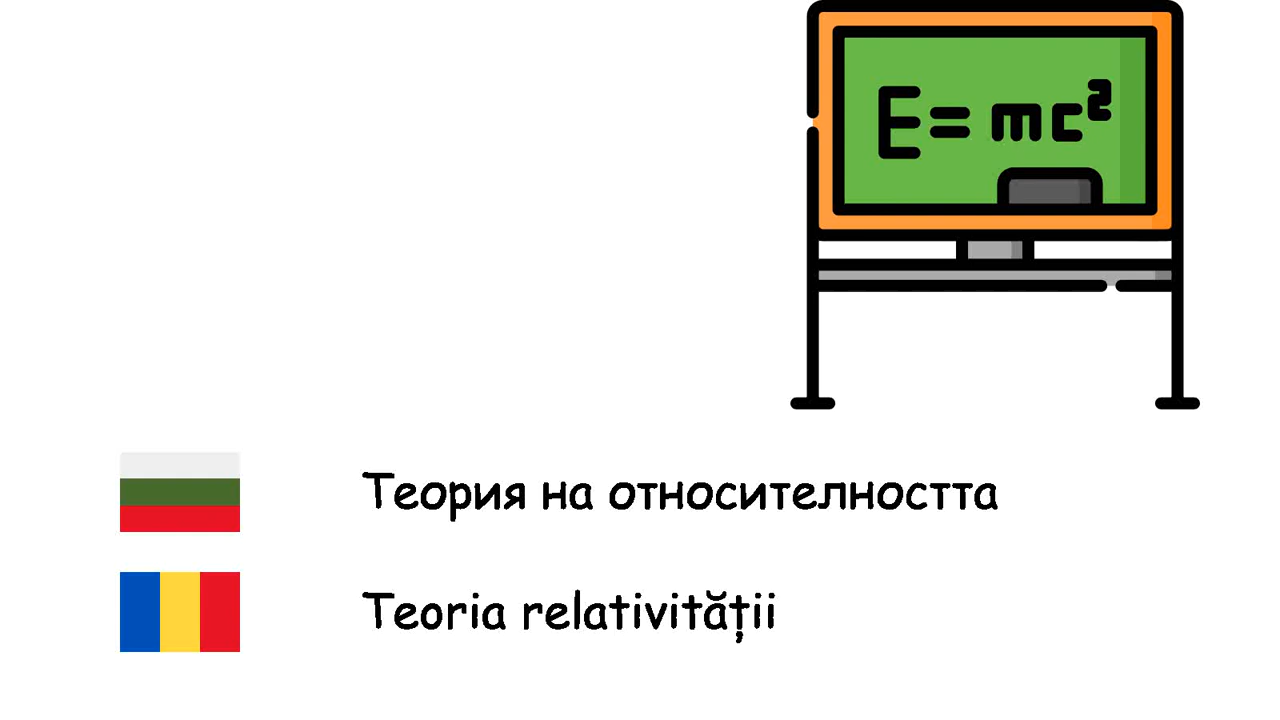 E=mc²
Теория на относителността
Teoria relativității